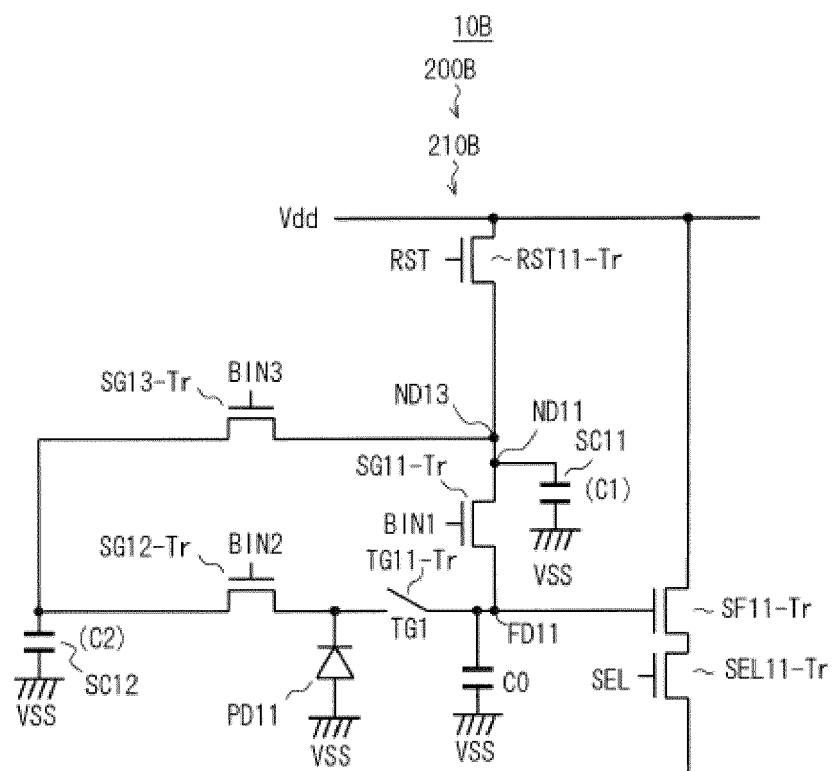 10B
200B
210B
Vdd
RST
RST11-Tr
SG13-Tr
BIN3
ND13
ND11
SC11
(C1)
VSS
SG11-Tr
BIN1
SG12-Tr
BIN2
TG11-Tr
TG1
FD11
SF11-Tr
SEL11-Tr
SEL
(C2)
SC12
VSS
PD11
VSS
C0
VSS